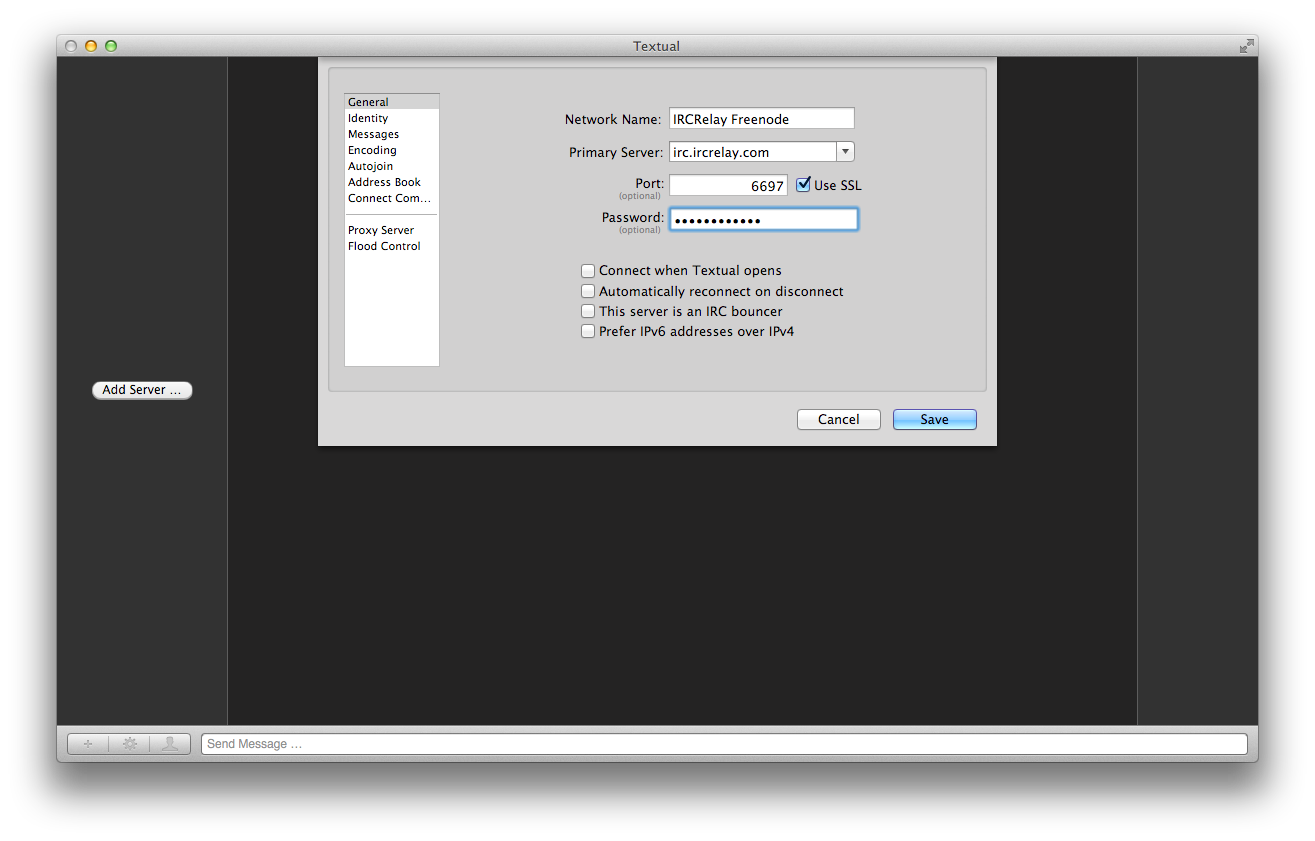 Textual
General
Identity
Messages
Encoding
Autojoin
Address Book
Connect Com...
Proxy Server
Flood Control
Network Name: IRCRelay Freenode
Primary Server: irc.ircrelay.com
Port: 6697 Use SSL
(optional)
Password: ••••••••••••
(optional)
Connect when Textual opens
Automatically reconnect on disconnect
This server is an IRC bouncer
Prefer IPv6 addresses over IPv4
Cancel Save
Add Server ...
Send Message ...